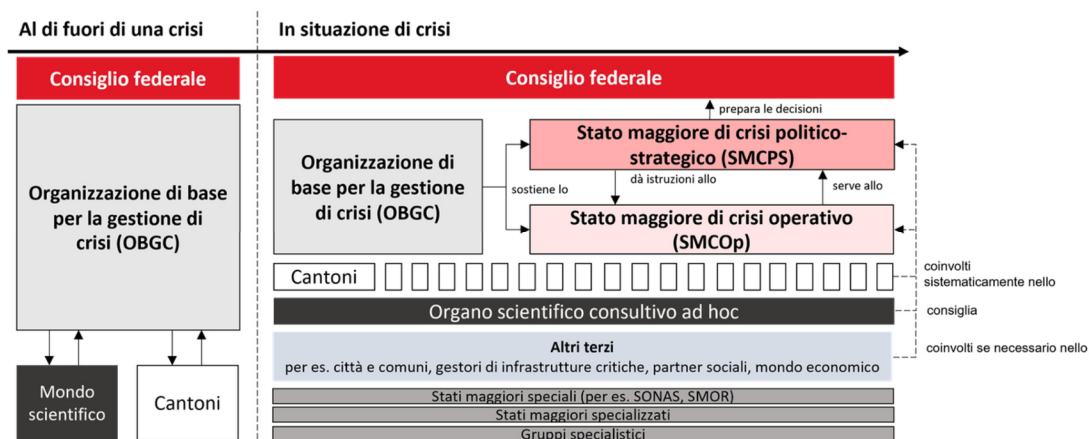 Al di fuori di una crisi
In situazione di crisi
Consiglio federale
Organizzazione di base
per la gestione di
crisi (OBGC)
Mondo
scientifico
Cantoni
Consiglio federale
prepara le decisioni
Organizzazione di
base per la gestione
di crisi (OBGC)
sostiene lo
Stato maggiore di crisi politico-
strategico (SMCPS)
dà istruzioni allo
serve allo
Stato maggiore di crisi operativo
(SMCOp)
Cantoni
coinvolti
sistematicamente nello
Organo scientifico consultivo ad hoc
consiglia
Altri terzi
per es. città e comuni, gestori di infrastrutture critiche, partner sociali, mondo economico
coinvolti se necessario nello
Stati maggiori speciali (per es. SONAS, SMOR)
Stati maggiori specializzati
Gruppi specialistici